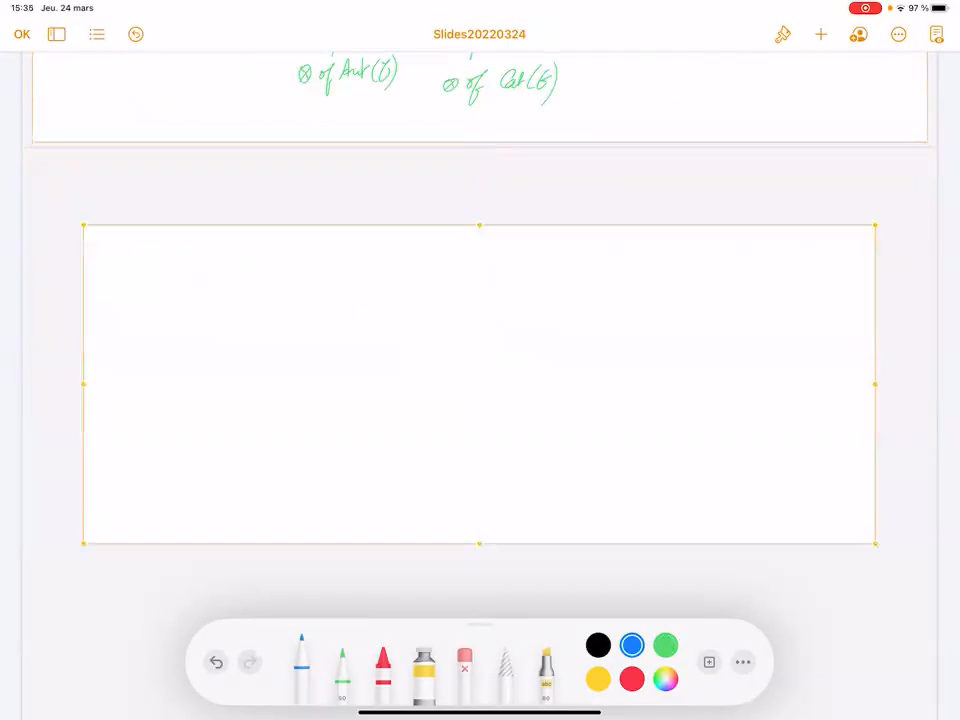 15:35 Jeu. 24 mars
97 %
OK
Slides20220324
⊗ of Aut(
⊗ of Cat(